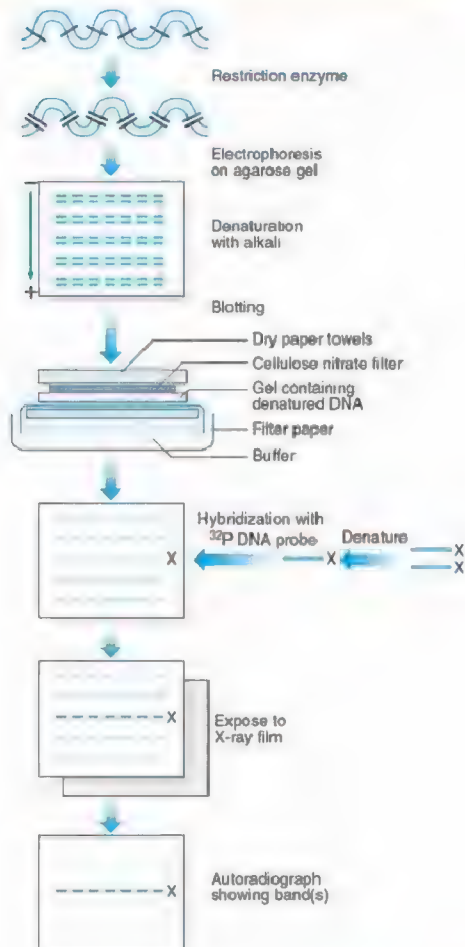 Restriction enzyme
Electrophoresis
on agarose gel
Denaturation
with alkali
−
+
Blotting
Dry paper towels
Cellulose nitrate filter
Gel containing
denatured DNA
Filter paper
Buffer
Hybridization with
³²P DNA probe
Denature
X
X
X
X
Expose to
X-ray film
X
Autoradiograph
showing band(s)
X